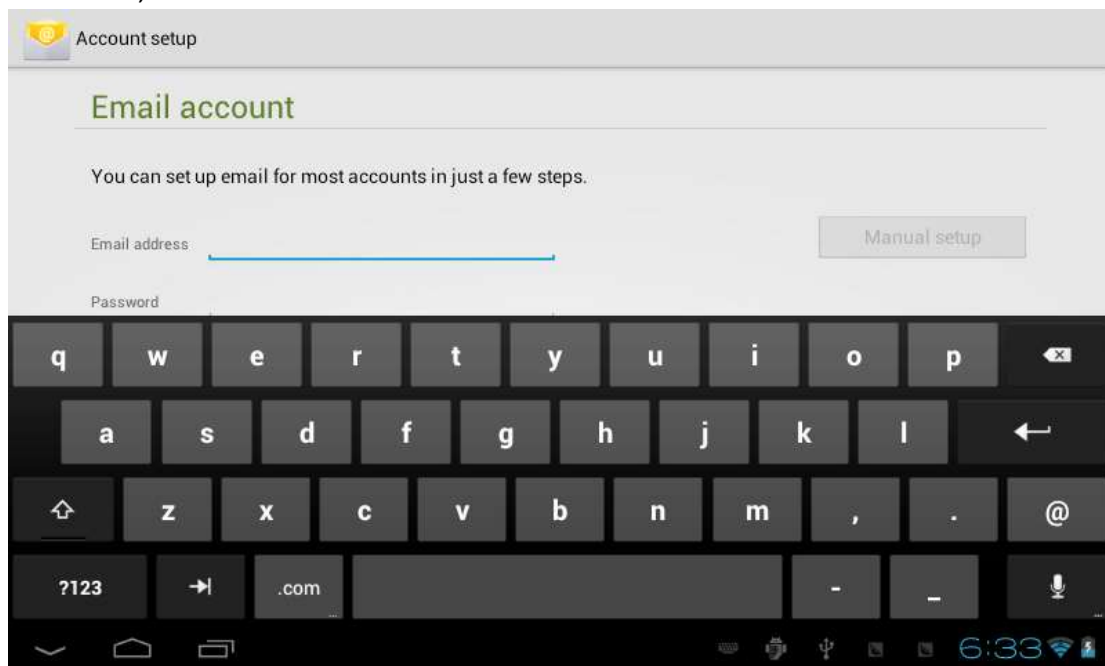 Account setup
Email account
You can set up email for most accounts in just a few steps.
Email address
Manual setup
Password
q w e r t y u i o p
a s d f g h j k l
z x c v b n m , . @
?123 .com - _
6:33